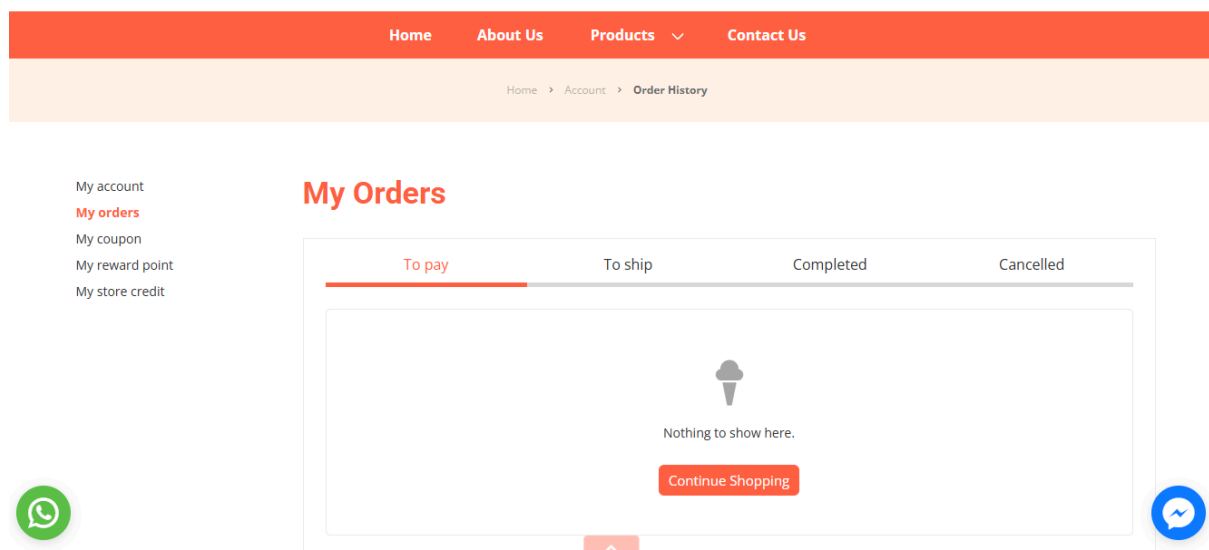 Home About Us Products Contact Us
Home > Account > Order History
My account
My orders
My coupon
My reward point
My store credit
My Orders
To pay To ship Completed Cancelled
Nothing to show here.
Continue Shopping